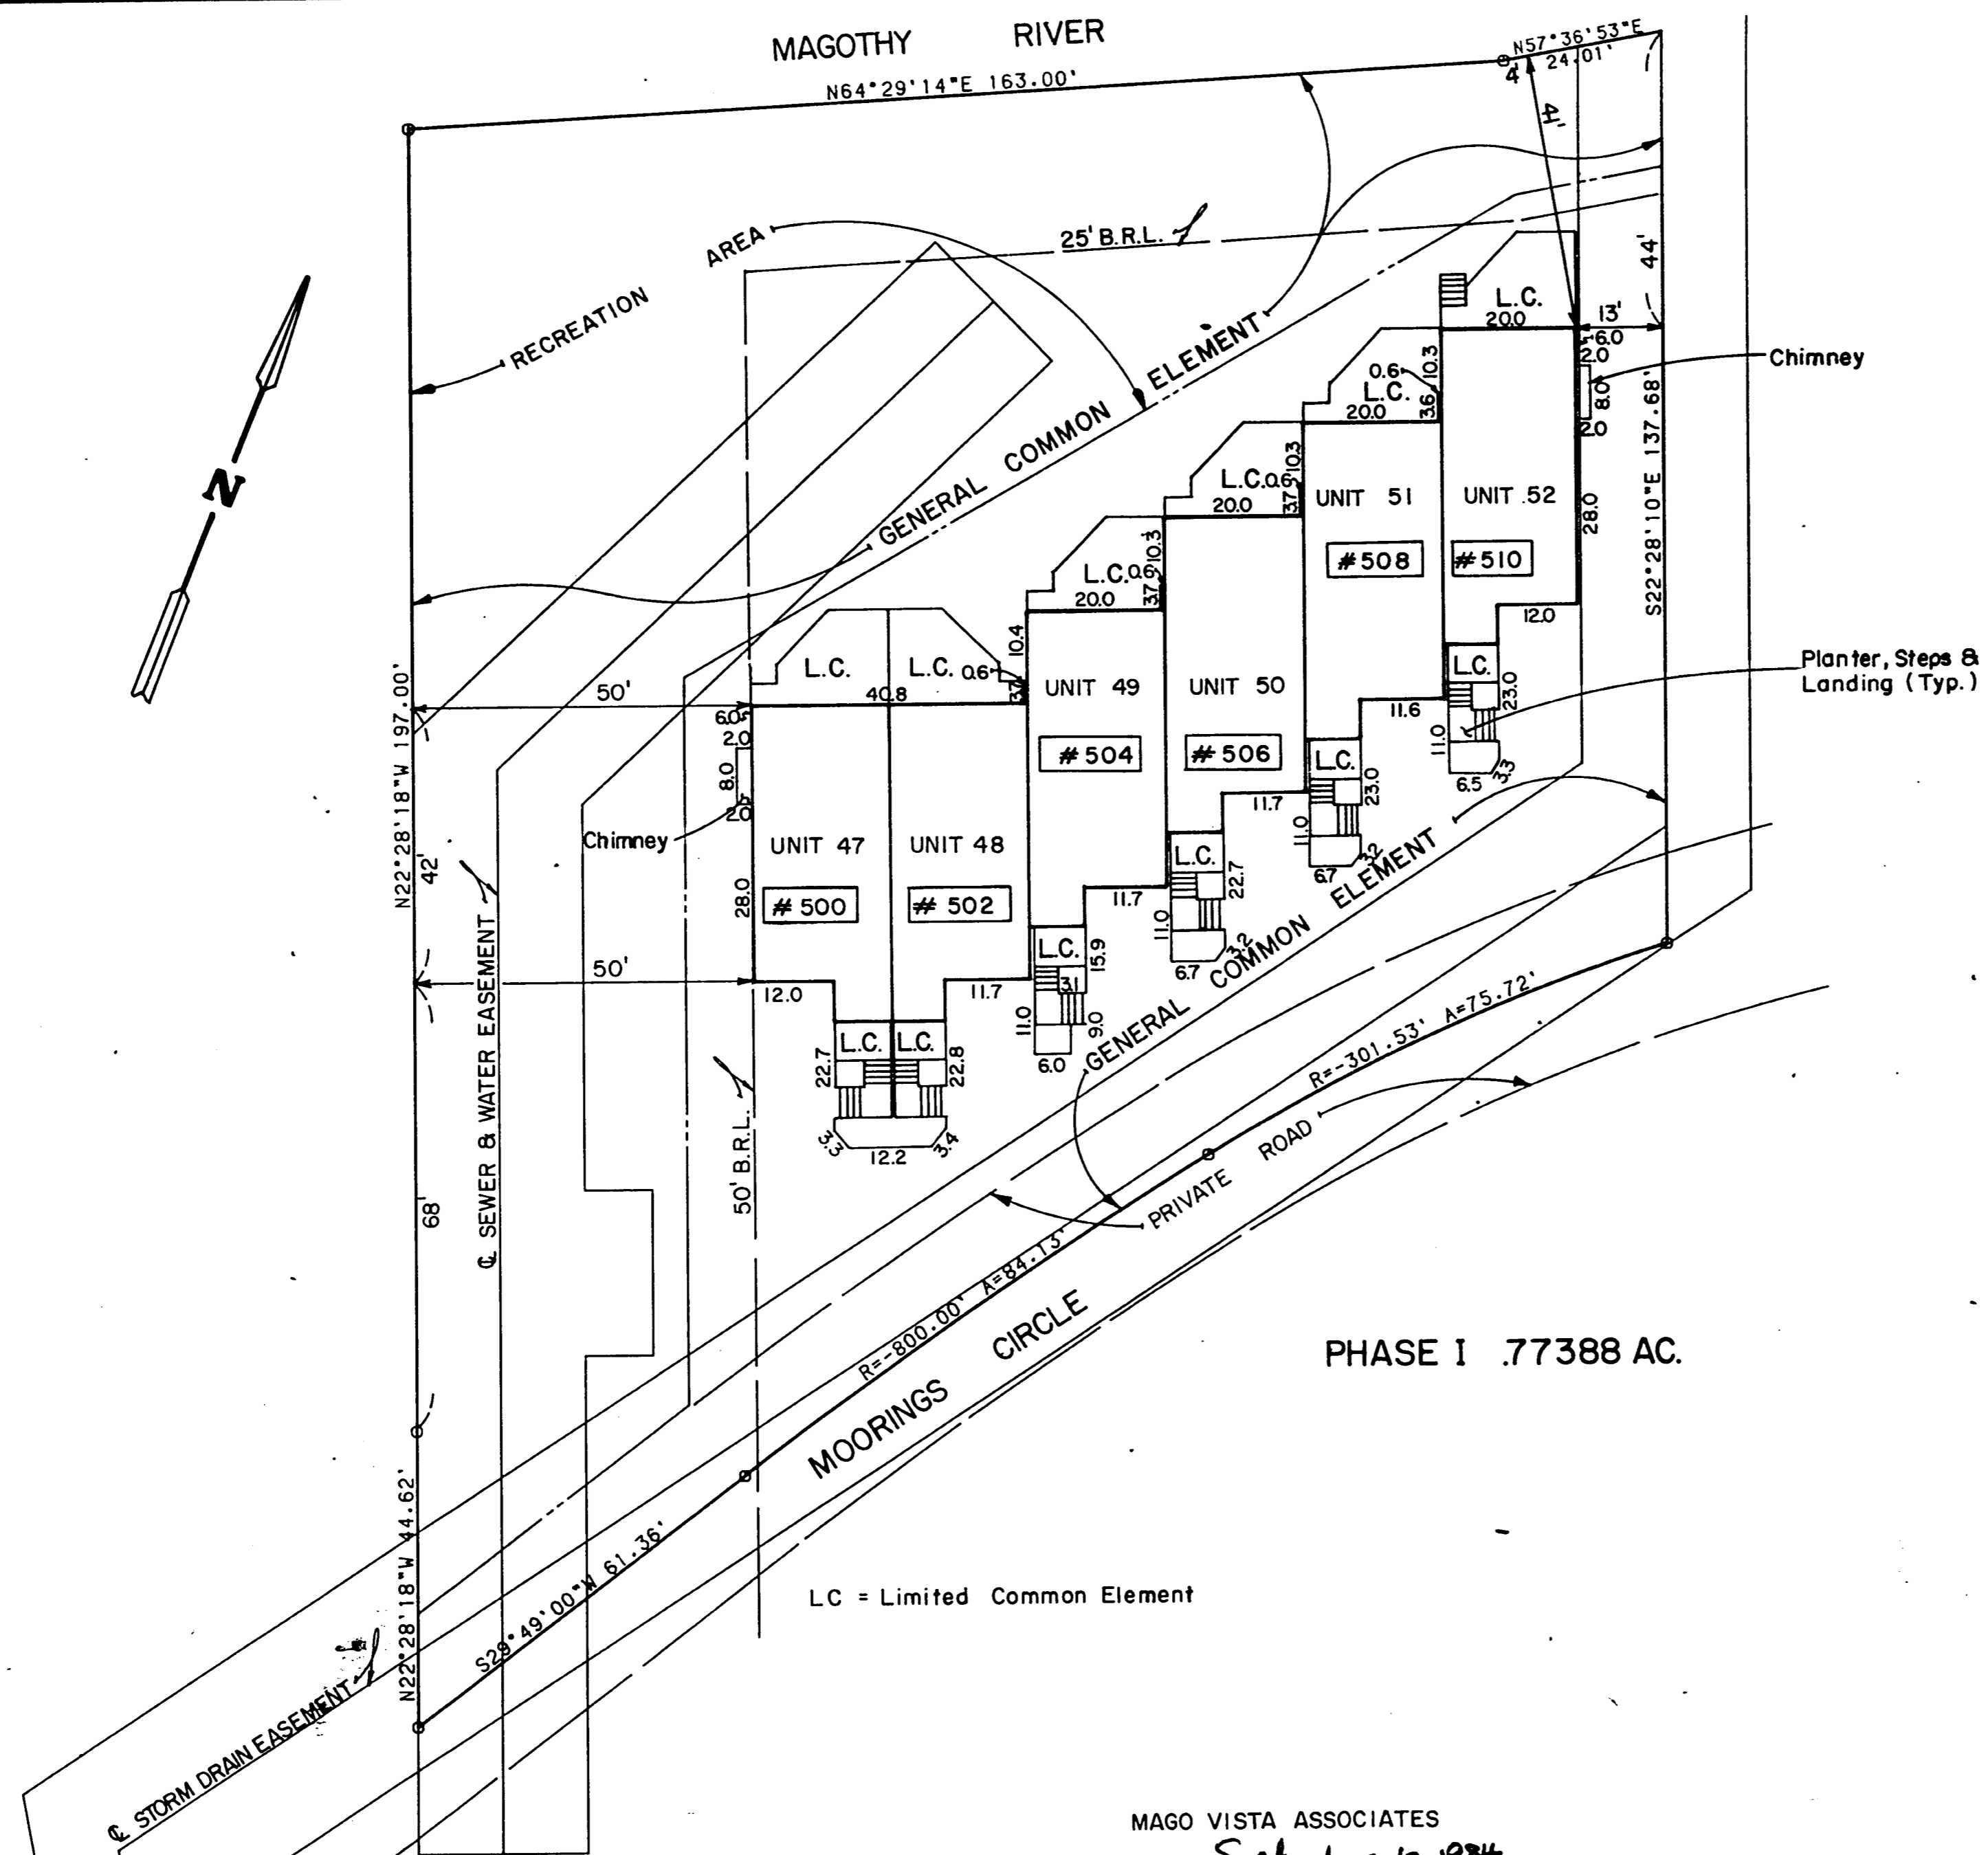 MAGOTHY RIVER
N64°29'14"E 163.00'
N57°36'53"E
24.01'
4'
41'
44'
25' B.R.L.
RECREATION AREA
L.C.
20.0
13'
6.0
2.0
Chimney
8.0
2.0
10.3
0.6
L.C.
20.0
3.6
GENERAL COMMON ELEMENT
S22°28'10"E 137.68'
28.0
10.3
L.C. 0.6
20.0
3.7
UNIT 51
UNIT 52
#508
#510
12.0
10.3
L.C. 0.6
20.0
3.7
N
L.C.
L.C. 0.6
10.4
40.8
UNIT 49
UNIT 50
#504
#506
L.C.
23.0
11.0
6.5
3.3
Planter, Steps &
Landing (Typ.)
11.6
50'
6.0
2.0
8.0
2.0
Chimney
N22°28'18"W 197.00'
42'
UNIT 47
UNIT 48
28.0
# 500
# 502
L.C.
23.0
11.0
6.7
3.2
11.7
L.C.
22.7
11.0
6.7
3.2
11.7
50'
12.0
11.7
L.C.
15.9
3.1
11.0
9.0
6.0
L.C. L.C.
22.7
22.8
3.3
12.2
3.4
GENERAL COMMON ELEMENT
℄ SEWER & WATER EASEMENT
50' B.R.L.
68'
R=-301.53' A=75.72'
PRIVATE ROAD
R=-800.00' A=84.13'
MOORINGS CIRCLE
PHASE I .77388 AC.
N22°28'18"W 44.62'
S29°49'00"W 61.36'
LC = Limited Common Element
℄ STORM DRAIN EASEMENT
MAGO VISTA ASSOCIATES